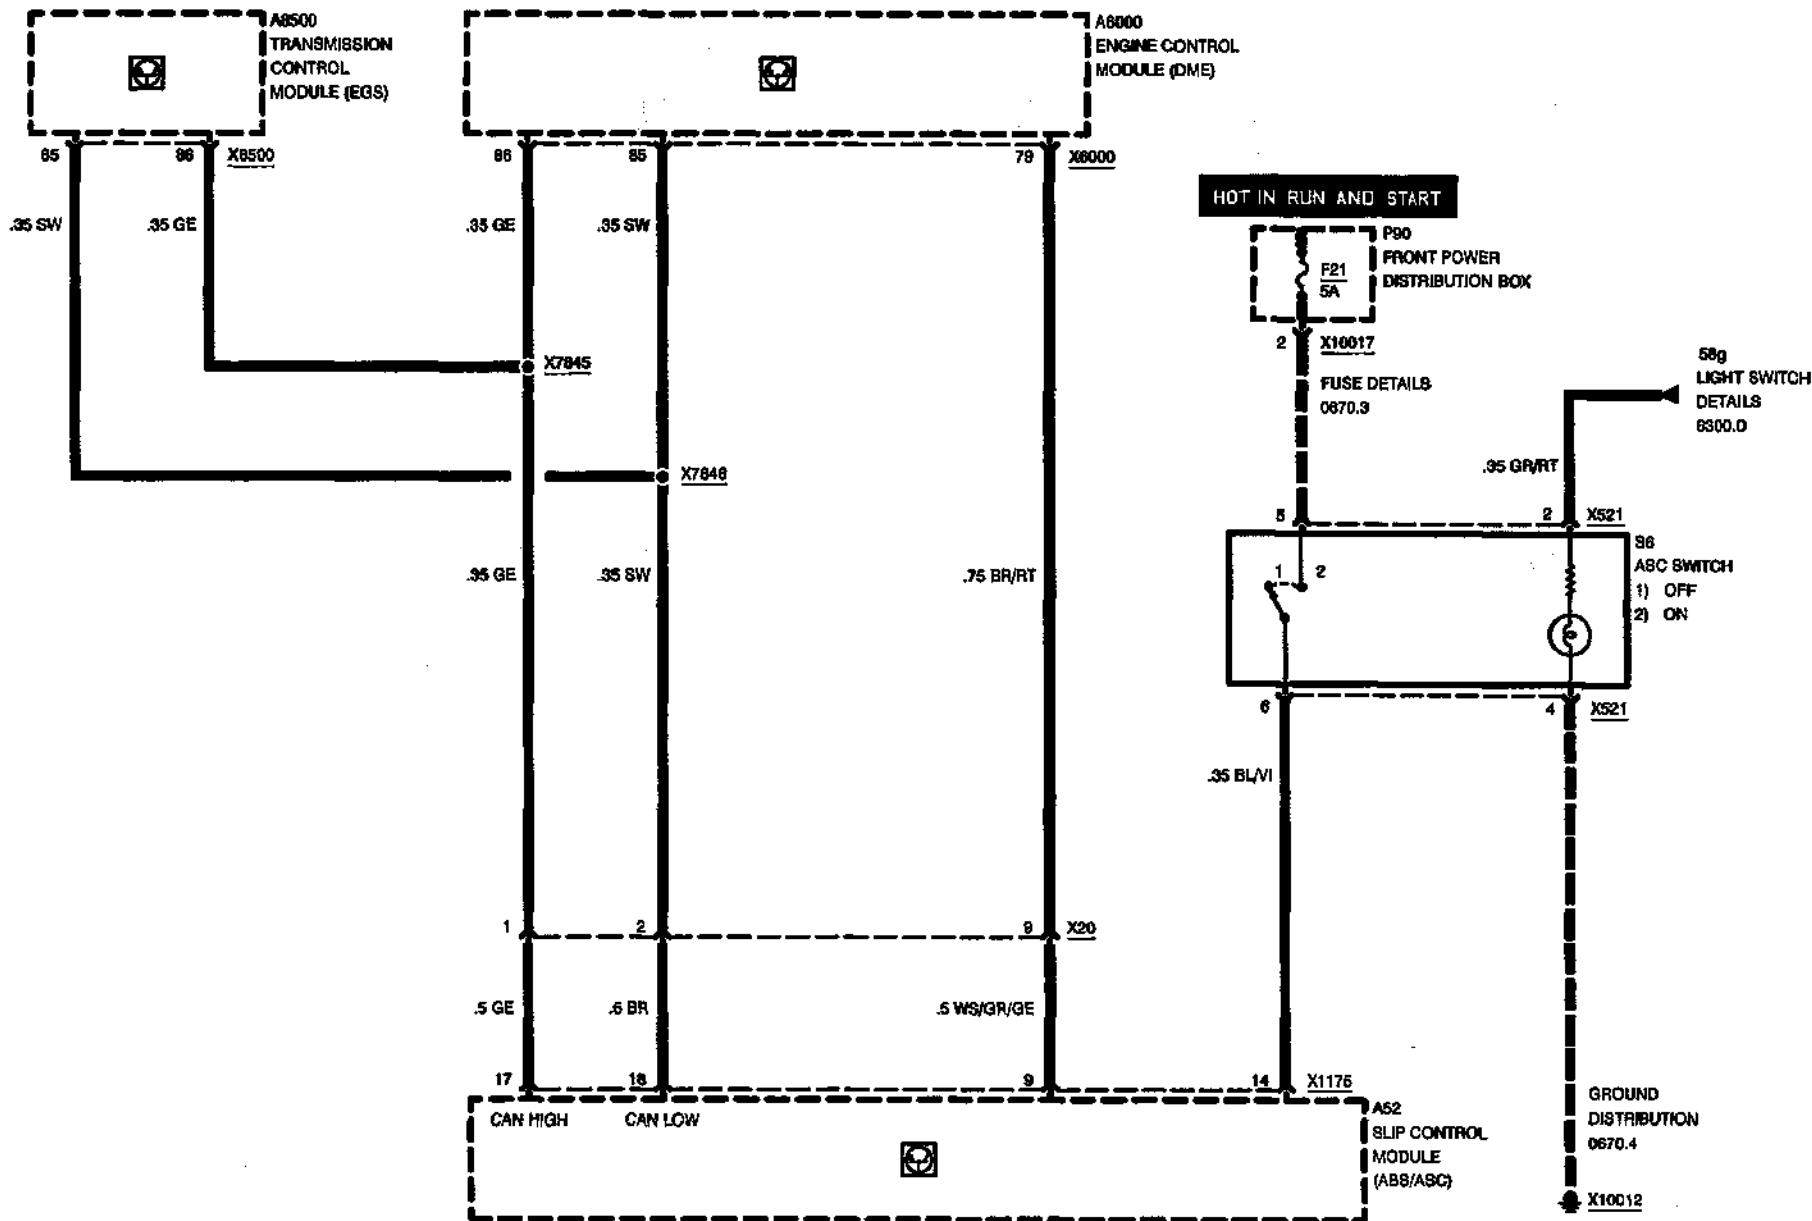 A8500
TRANSMISSION
CONTROL
MODULE (EGS)
A6000
ENGINE CONTROL
MODULE (DME)
85
86
X8500
86
85
79
X6000
.35 SW
.35 GE
.35 GE
.35 SW
HOT IN RUN AND START
P90
FRONT POWER
DISTRIBUTION BOX
F21
5A
2
X10017
FUSE DETAILS
0670.3
58g
LIGHT SWITCH
DETAILS
6300.0
X7845
X7846
.35 GR/RT
5
2
X521
S6
ASC SWITCH
1) OFF
2) ON
1
2
.35 GE
.35 SW
.75 BR/RT
6
4
X521
.35 BL/VI
1
2
9
X20
.5 GE
.5 BR
.5 WS/GR/GE
17
18
9
14
X1175
CAN HIGH
CAN LOW
A52
SLIP CONTROL
MODULE
(ABS/ASC)
GROUND
DISTRIBUTION
0670.4
X10012